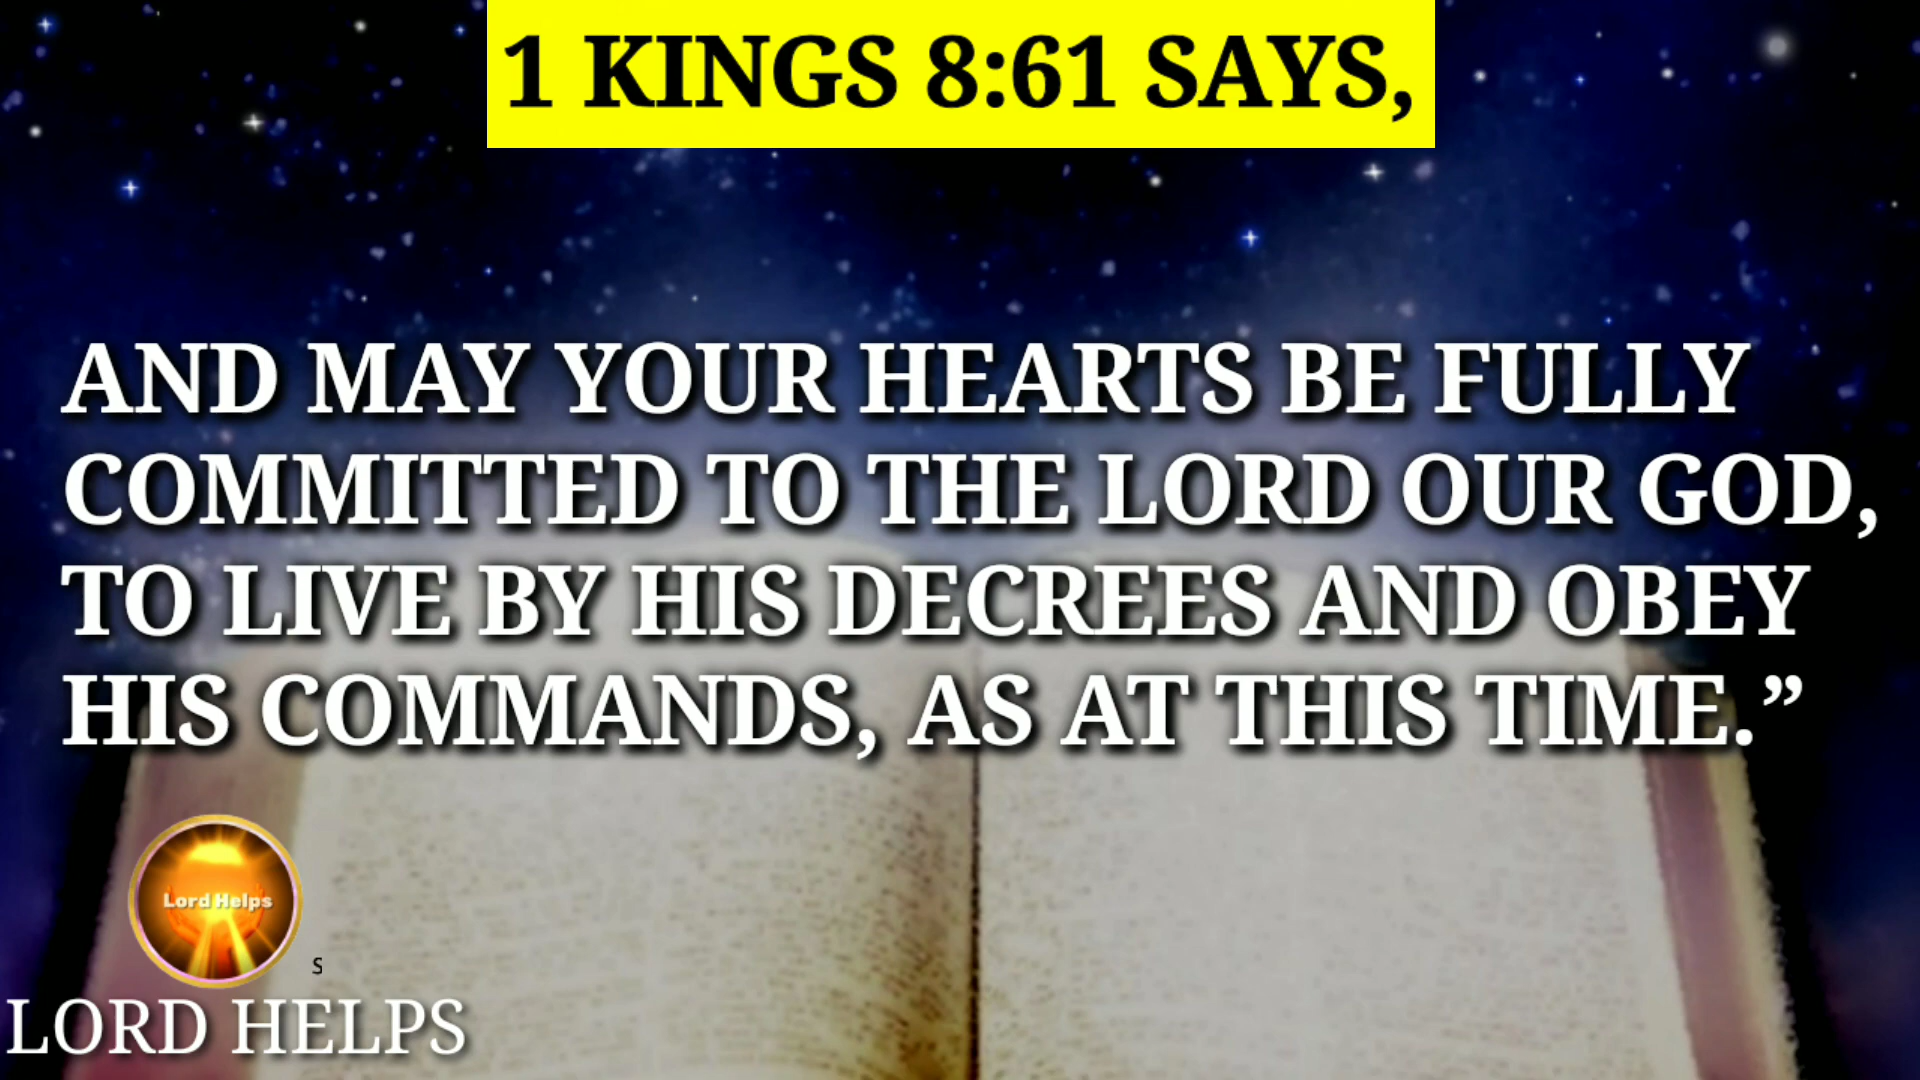 1 KINGS 8:61 SAYS,
AND MAY YOUR HEARTS BE FULLY
COMMITTED TO THE LORD OUR GOD,
TO LIVE BY HIS DECREES AND OBEY
HIS COMMANDS, AS AT THIS TIME.”
Lord Helps
S
LORD HELPS